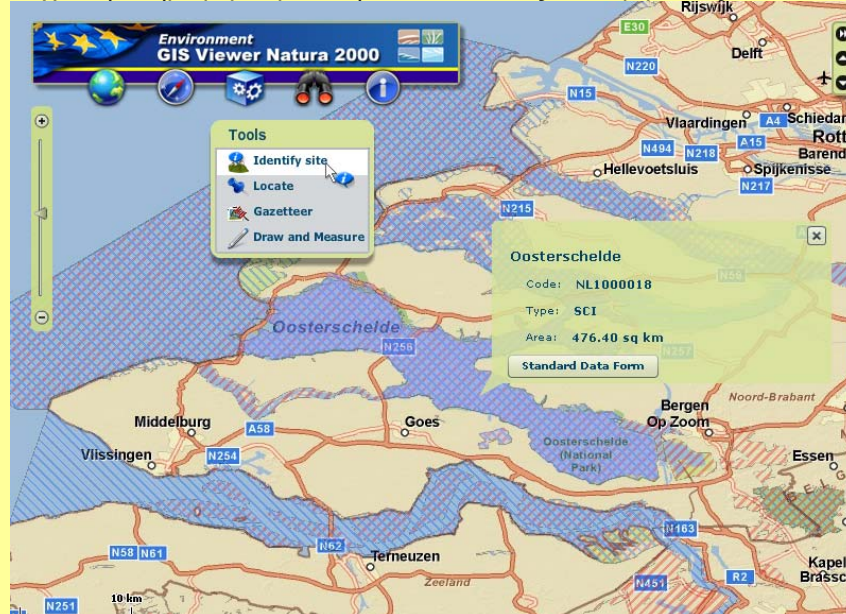 Environment
GIS Viewer Natura 2000
Tools
Identify site
Locate
Gazetteer
Draw and Measure
Rijswijk
E30
Delft
N220
N15
Vlaardingen
A4
Schiedam
N494
N218
A15
Rott
Barend
Hellevoetsluis
Spijkenisse
N217
N215
N59
Oosterschelde
Code: NL1000018
Type: SCI
Area: 476.40 sq km
Standard Data Form
Oosterschelde
N256
N257
Noord-Brabant
Bergen
Op Zoom
Middelburg
A58
Goes
Vlissingen
N254
Oosterschelde
(National
Park)
Essen
BELG
N62
N163
N58
N61
Terneuzen
Kapel
Brassc
Zeeland
N451
R2
N251
10 km